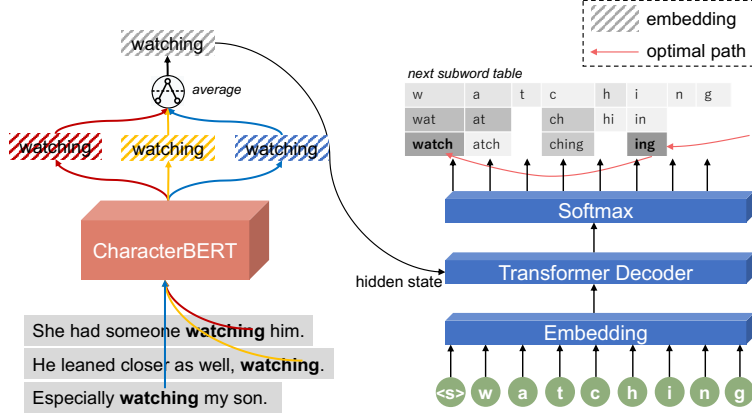 watching
average
watching
watching
watching
CharacterBERT
She had someone watching him.
He leaned closer as well, watching.
Especially watching my son.
embedding
optimal path
next subword table
w a t c h i n g
wat at ch hi in
watch atch ching ing
Softmax
hidden state
Transformer Decoder
Embedding
<s> w a t c h i n g